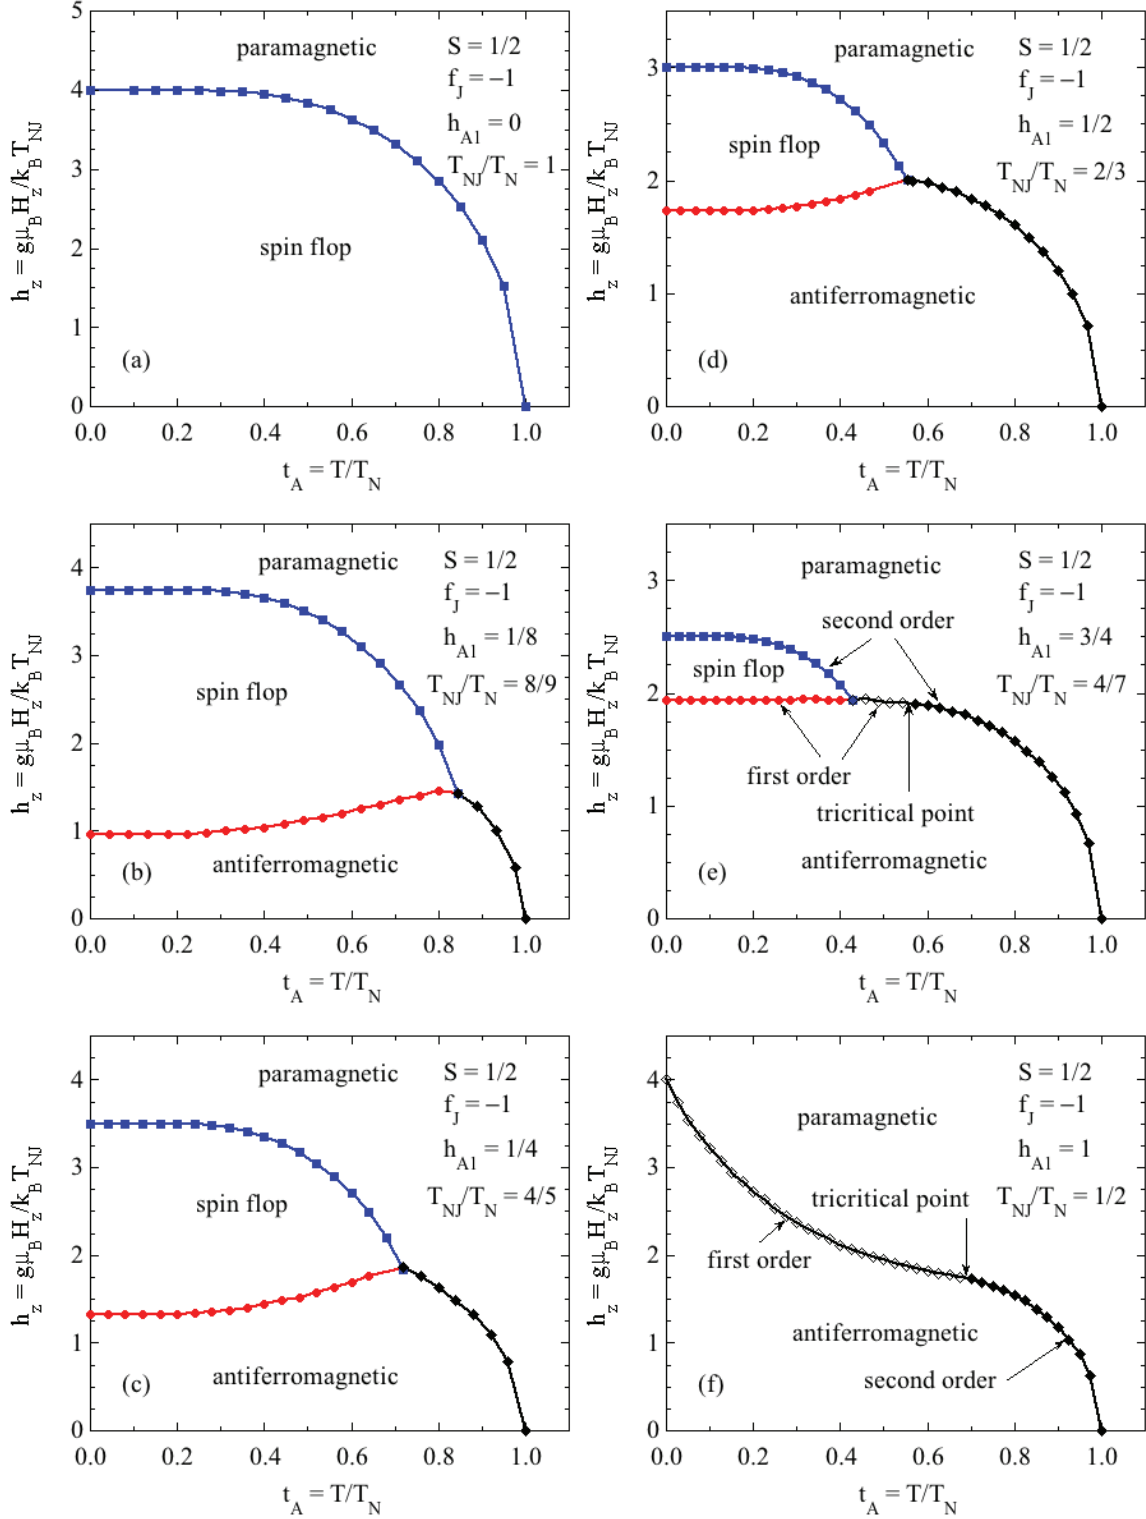 5
4
3
2
1
0
paramagnetic
S = 1/2
f_J = –1
h_A1 = 0
T_NJ/T_N = 1
spin flop
(a)
0.0 0.2 0.4 0.6 0.8 1.0
t_A = T/T_N
h_z = gμ_B H_z/k_B T_NJ
3
2
1
0
paramagnetic
S = 1/2
f_J = –1
h_A1 = 1/2
T_NJ/T_N = 2/3
spin flop
antiferromagnetic
(d)
0.0 0.2 0.4 0.6 0.8 1.0
t_A = T/T_N
h_z = gμ_B H_z/k_B T_NJ
4
3
2
1
0
paramagnetic
S = 1/2
f_J = –1
h_A1 = 1/8
T_NJ/T_N = 8/9
spin flop
antiferromagnetic
(b)
0.0 0.2 0.4 0.6 0.8 1.0
t_A = T/T_N
h_z = gμ_B H_z/k_B T_NJ
3
2
1
0
paramagnetic
S = 1/2
f_J = –1
h_A1 = 3/4
T_NJ/T_N = 4/7
second order
spin flop
first order
tricritical point
antiferromagnetic
(e)
0.0 0.2 0.4 0.6 0.8 1.0
t_A = T/T_N
h_z = gμ_B H_z/k_B T_NJ
4
3
2
1
0
paramagnetic
S = 1/2
f_J = –1
h_A1 = 1/4
T_NJ/T_N = 4/5
spin flop
antiferromagnetic
(c)
0.0 0.2 0.4 0.6 0.8 1.0
t_A = T/T_N
h_z = gμ_B H_z/k_B T_NJ
4
3
2
1
0
S = 1/2
f_J = –1
paramagnetic
h_A1 = 1
tricritical point
T_NJ/T_N = 1/2
first order
antiferromagnetic
second order
(f)
0.0 0.2 0.4 0.6 0.8 1.0
t_A = T/T_N
h_z = gμ_B H_z/k_B T_NJ